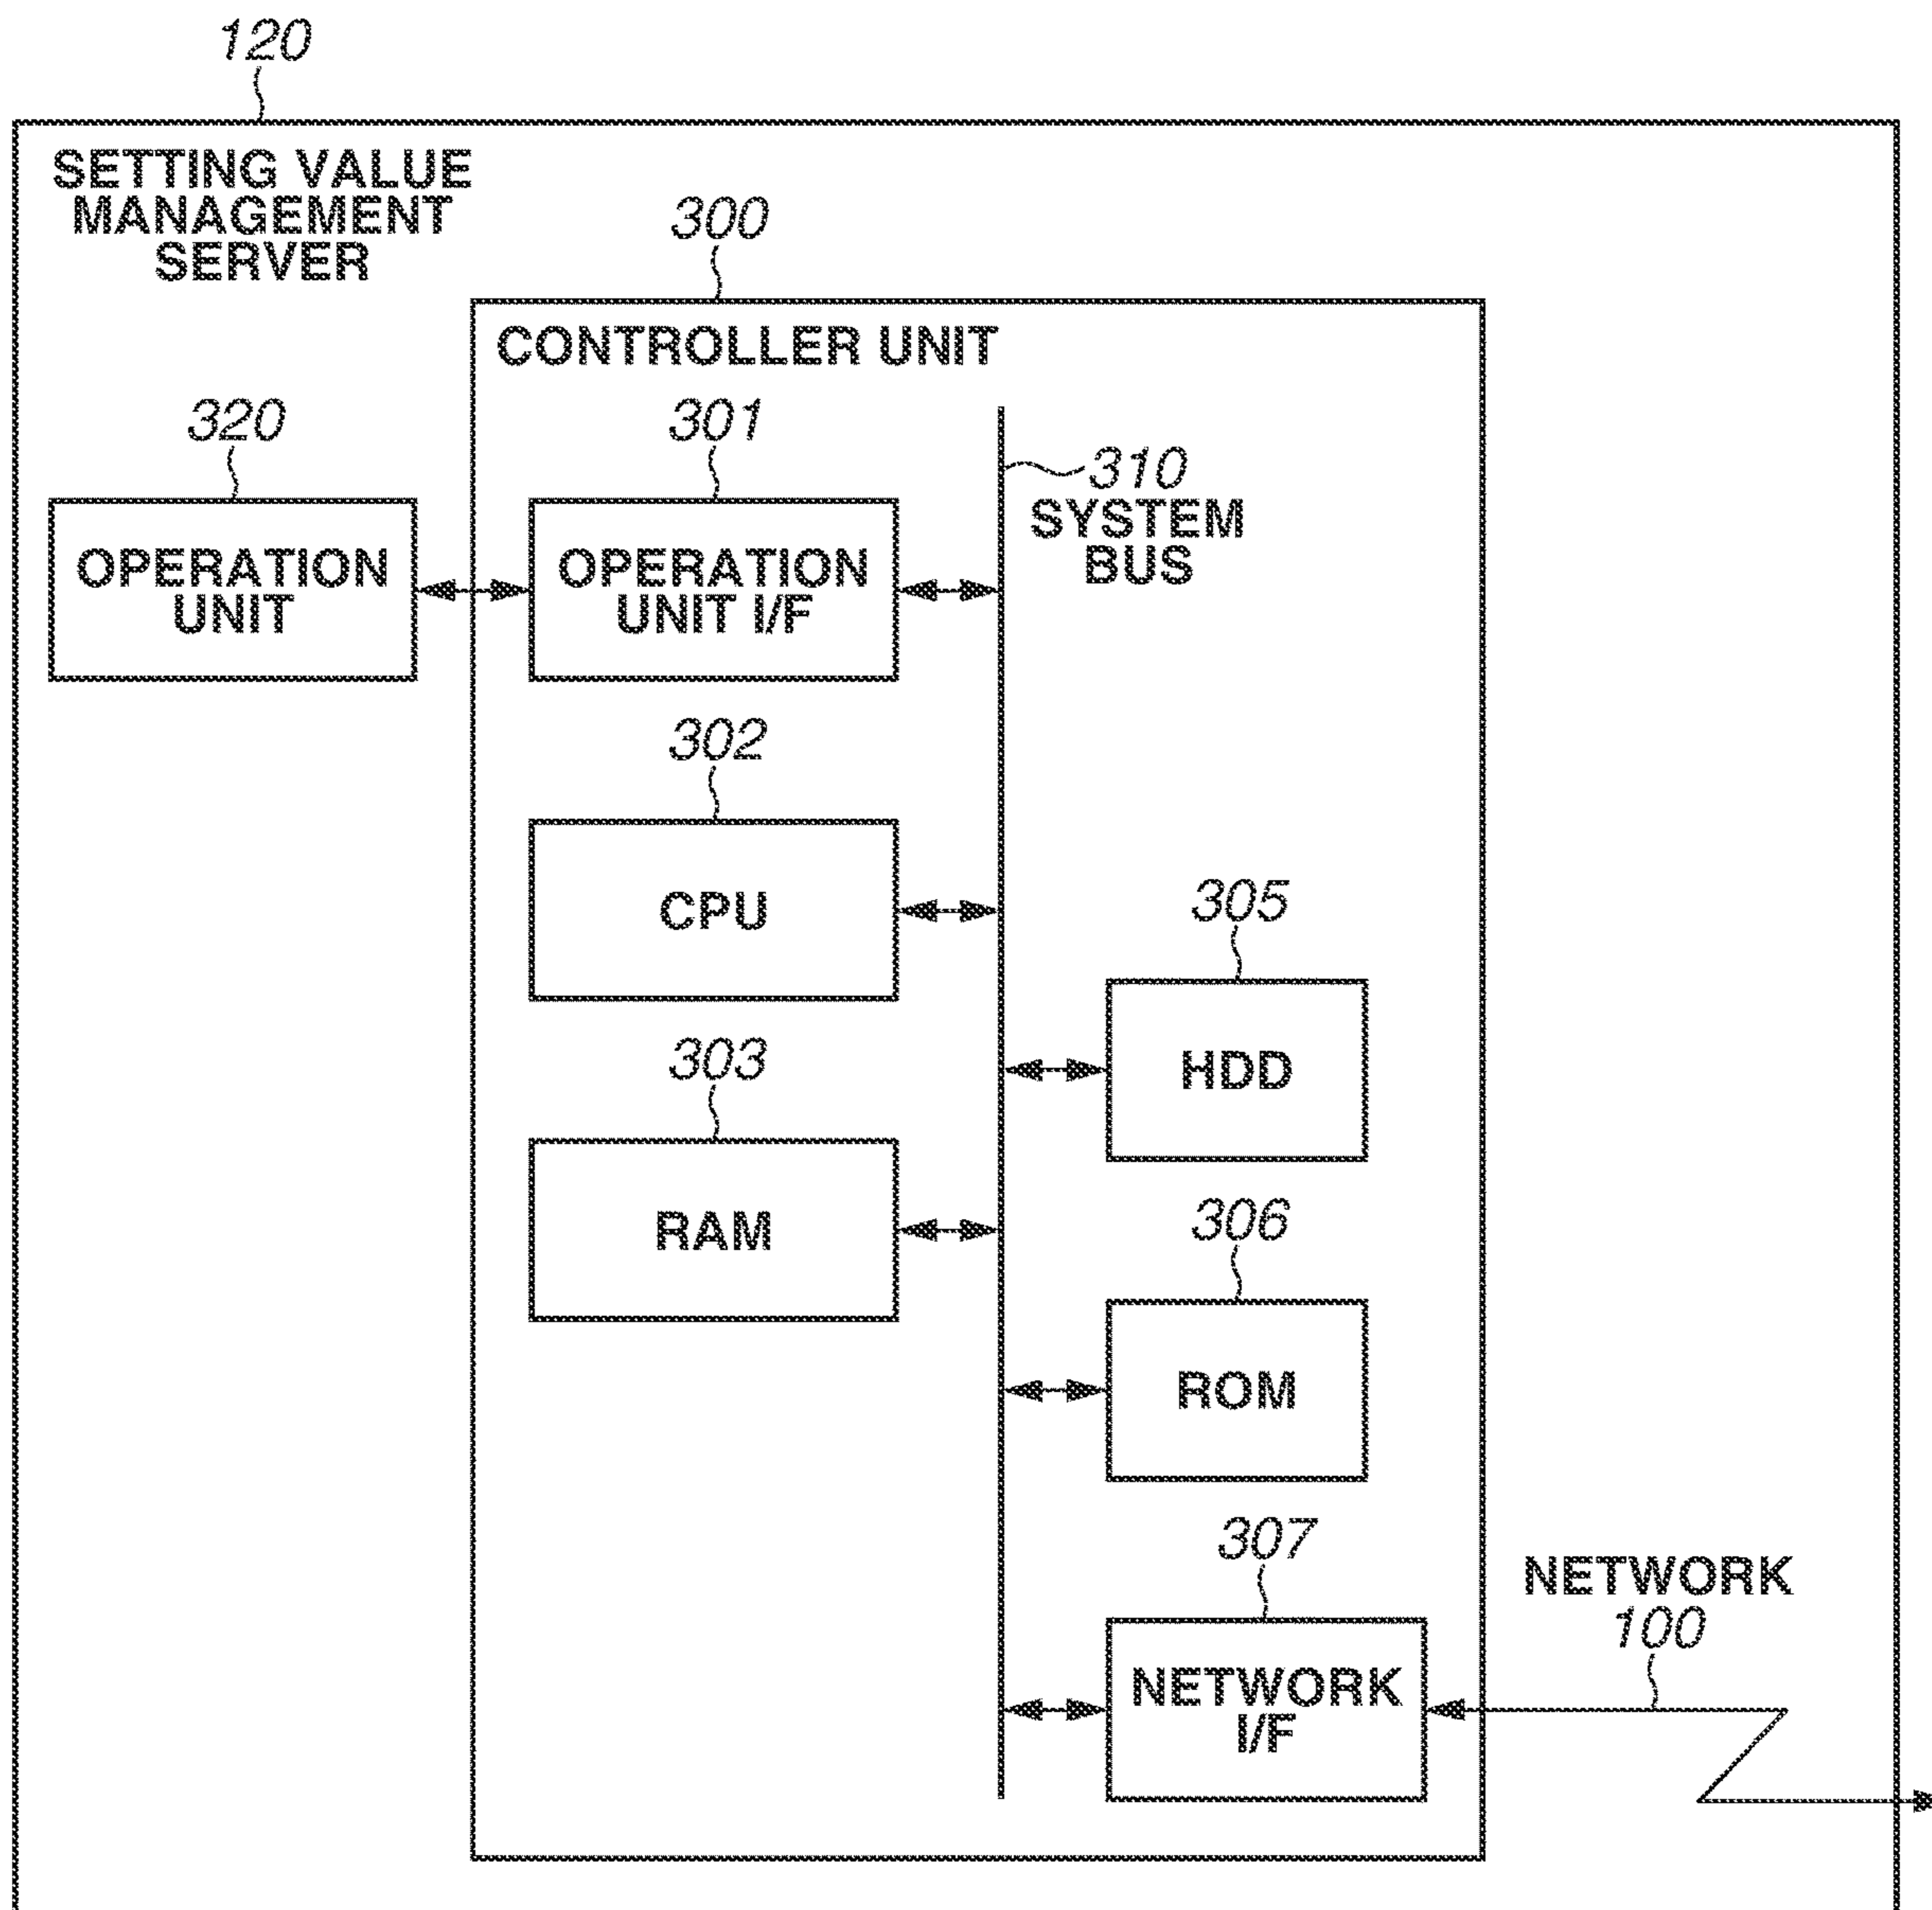 120
SETTING VALUE
MANAGEMENT
SERVER
300
CONTROLLER UNIT
320
301
310
SYSTEM
BUS
OPERATION
UNIT
OPERATION
UNIT I/F
302
CPU
305
HDD
303
RAM
306
ROM
307
NETWORK
100
NETWORK
I/F